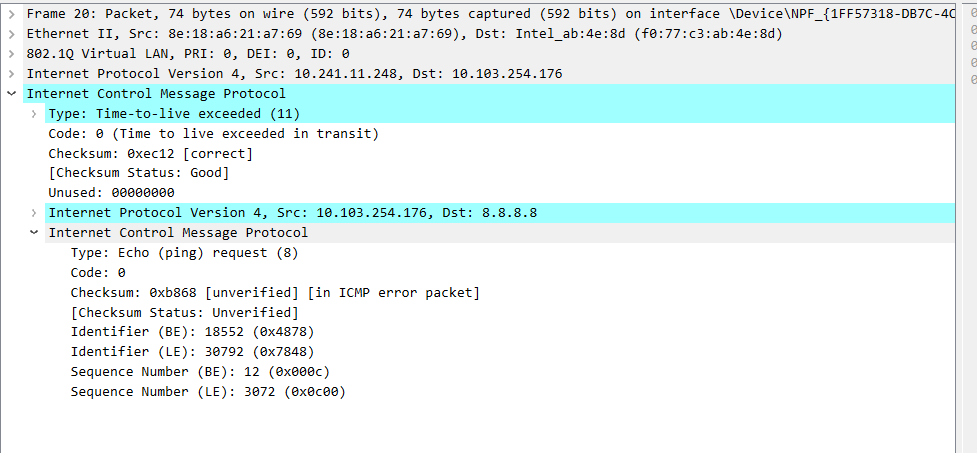 Frame 20: Packet, 74 bytes on wire (592 bits), 74 bytes captured (592 bits) on interface \Device\NPF_{1FF57318-DB7C-4C
Ethernet II, Src: 8e:18:a6:21:a7:69 (8e:18:a6:21:a7:69), Dst: Intel_ab:4e:8d (f0:77:c3:ab:4e:8d)
802.1Q Virtual LAN, PRI: 0, DEI: 0, ID: 0
Internet Protocol Version 4, Src: 10.241.11.248, Dst: 10.103.254.176
Internet Control Message Protocol
Type: Time-to-live exceeded (11)
Code: 0 (Time to live exceeded in transit)
Checksum: 0xec12 [correct]
[Checksum Status: Good]
Unused: 00000000
Internet Protocol Version 4, Src: 10.103.254.176, Dst: 8.8.8.8
Internet Control Message Protocol
Type: Echo (ping) request (8)
Code: 0
Checksum: 0xb868 [unverified] [in ICMP error packet]
[Checksum Status: Unverified]
Identifier (BE): 18552 (0x4878)
Identifier (LE): 30792 (0x7848)
Sequence Number (BE): 12 (0x000c)
Sequence Number (LE): 3072 (0x0c00)